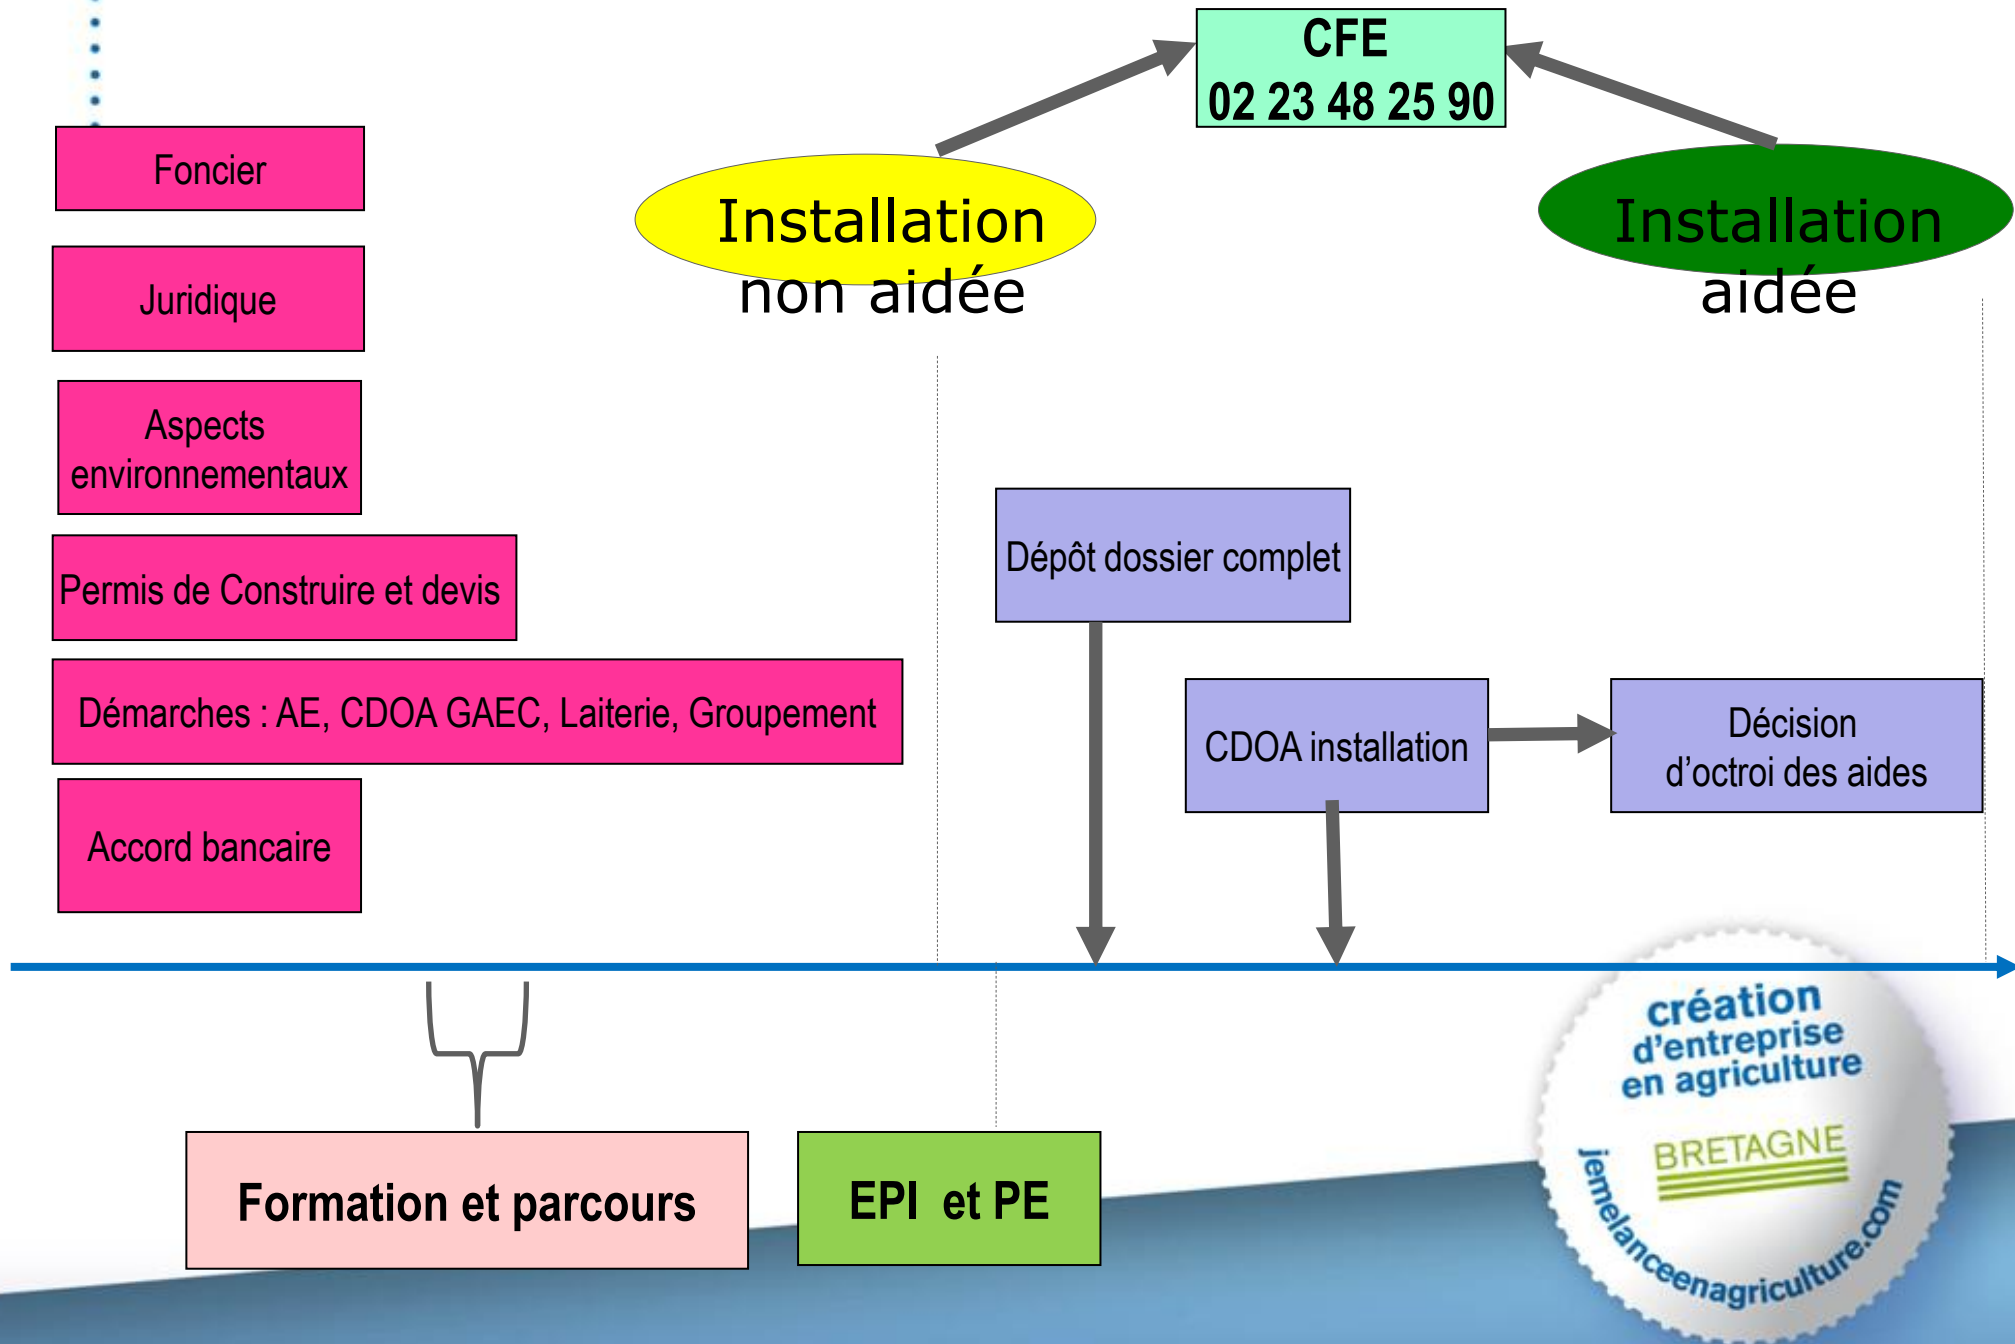 CFE
02 23 48 25 90
Foncier
Installation
non aidée
Installation
aidée
Juridique
Aspects
environnementaux
Dépôt dossier complet
Permis de Construire et devis
Démarches : AE, CDOA GAEC, Laiterie, Groupement
CDOA installation
Décision
d’octroi des aides
Accord bancaire
Formation et parcours
EPI et PE
création
d'entreprise
en agriculture
BRETAGNE
jemelanceenagriculture.com